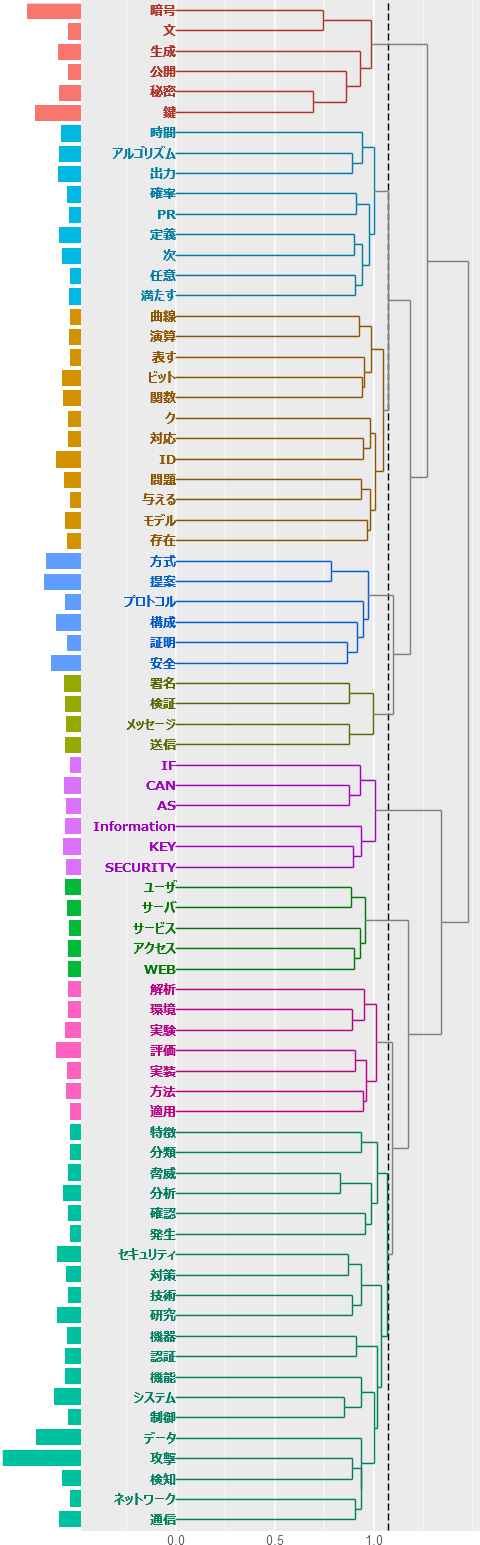 暗号
文
生成
公開
秘密
鍵
時間
アルゴリズム
出力
確率
PR
定義
次
任意
満たす
曲線
演算
表す
ビット
関数
ク
対応
ID
問題
与える
モデル
存在
方式
提案
プロトコル
構成
証明
安全
署名
検証
メッセージ
送信
IF
CAN
AS
Information
KEY
SECURITY
ユーザ
サーバ
サービス
アクセス
WEB
解析
環境
実験
評価
実装
方法
適用
特徴
分類
脅威
分析
確認
発生
セキュリティ
対策
技術
研究
機器
認証
機能
システム
制御
データ
攻撃
検知
ネットワーク
通信
0.0 0.5 1.0